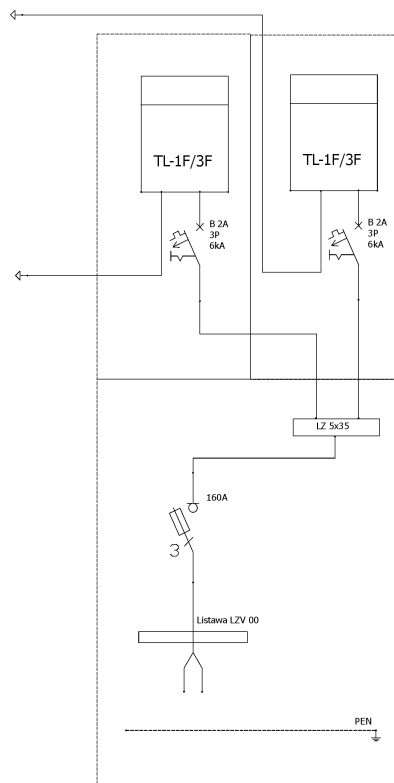 TL-1F/3F
TL-1F/3F
B 2A
3P
6kA
B 2A
3P
6kA
LZ 5x35
160A
3
Listawa LZV 00
PEN